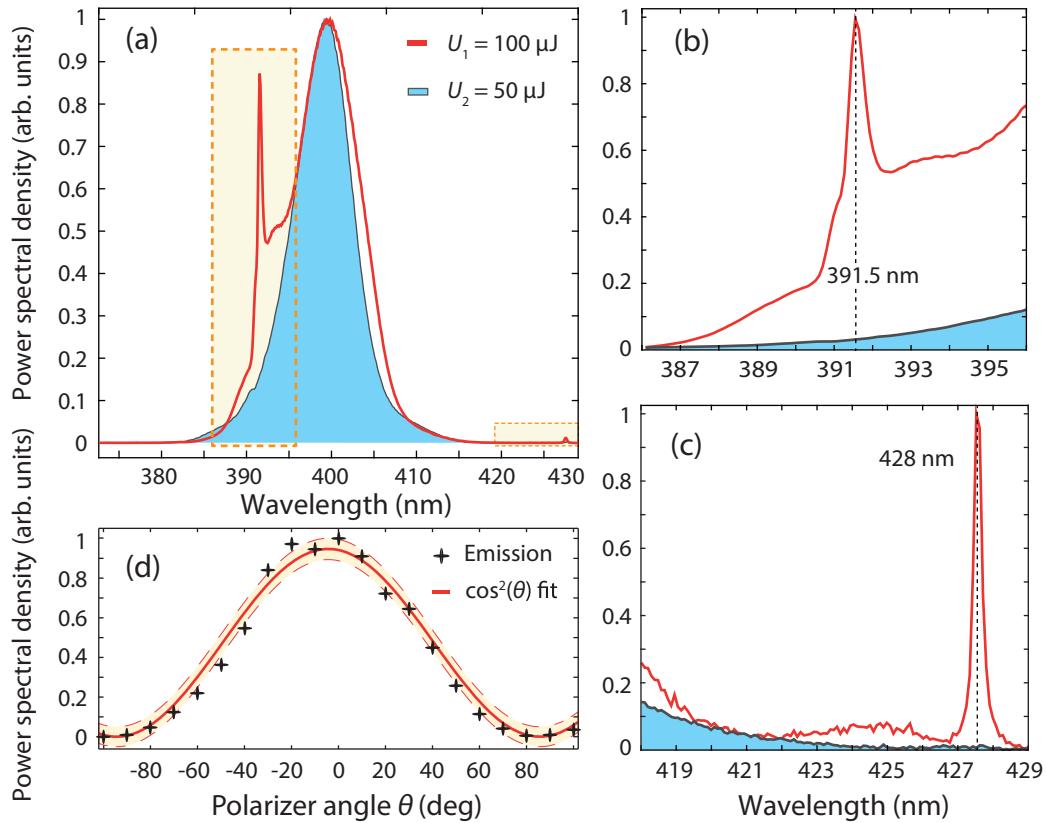 Power spectral density (arb. units)
(a)
U₁ = 100 μJ
U₂ = 50 μJ
1
0.9
0.8
0.7
0.6
0.5
0.4
0.3
0.2
0.1
0
380 390 400 410 420 430
Wavelength (nm)
(b)
391.5 nm
1
0.8
0.6
0.4
0.2
0
387 389 391 393 395
Power spectral density (arb. units)
(d)
Emission
cos²(θ) fit
1
0.8
0.6
0.4
0.2
0
-80 -60 -40 -20 0 20 40 60 80
Polarizer angle θ (deg)
(c)
428 nm
1
0.8
0.6
0.4
0.2
0
419 421 423 425 427 429
Wavelength (nm)